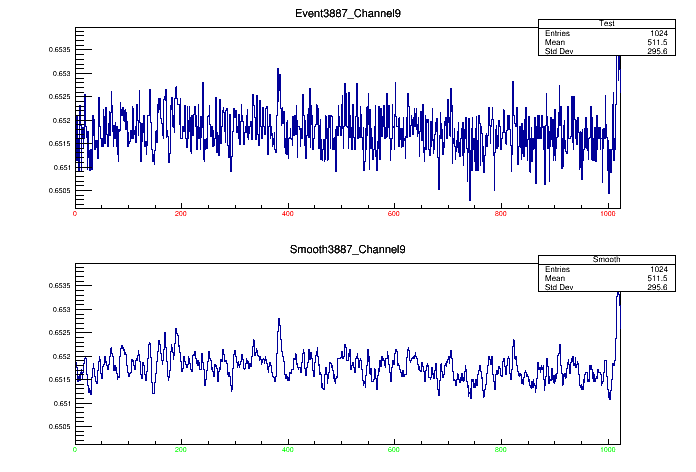 Event3887_Channel9
Test
Entries 1024
Mean 511.5
Std Dev 295.6
0.6535
0.653
0.6525
0.652
0.6515
0.651
0.6505
0 200 400 600 800 1000
Smooth3887_Channel9
Smooth
Entries 1024
Mean 511.5
Std Dev 295.6
0.6535
0.653
0.6525
0.652
0.6515
0.651
0.6505
0 200 400 600 800 1000